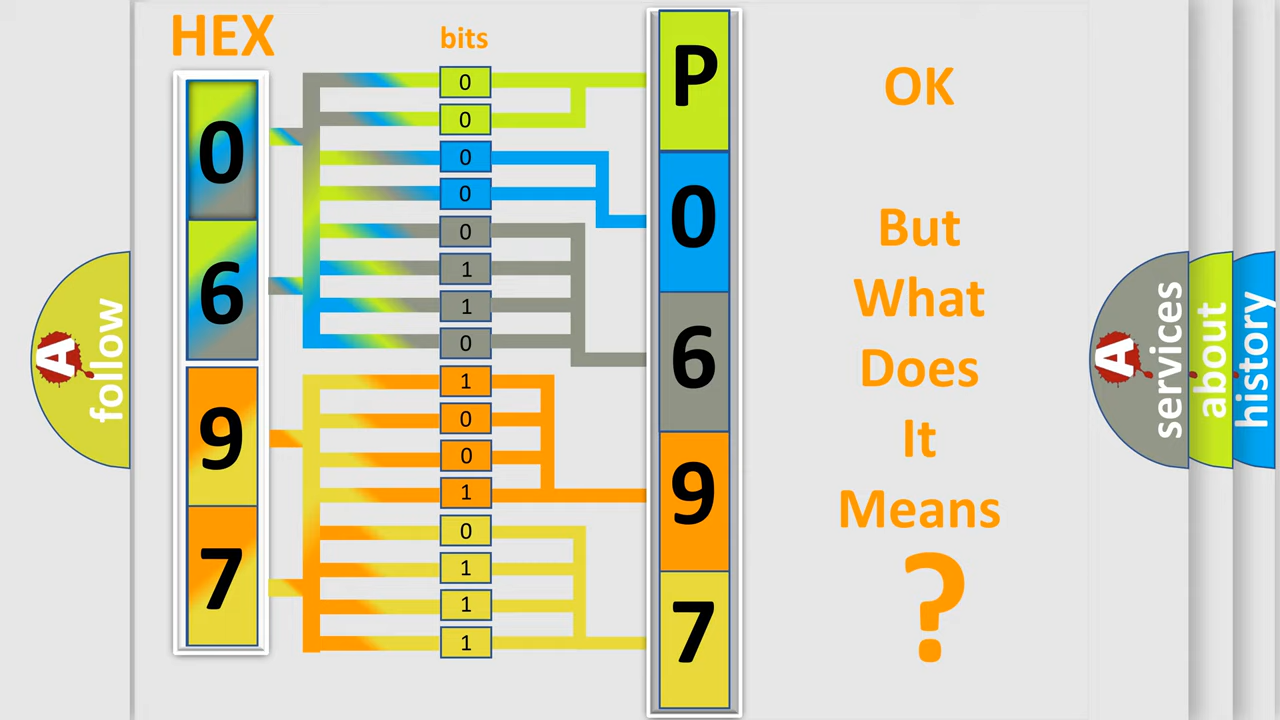 HEX
bits
0
6
9
7
0
0
0
0
0
1
1
0
1
0
0
1
0
1
1
1
P
0
6
9
7
OK
But
What
Does
It
Means
?
A
follow
A
services
about
history